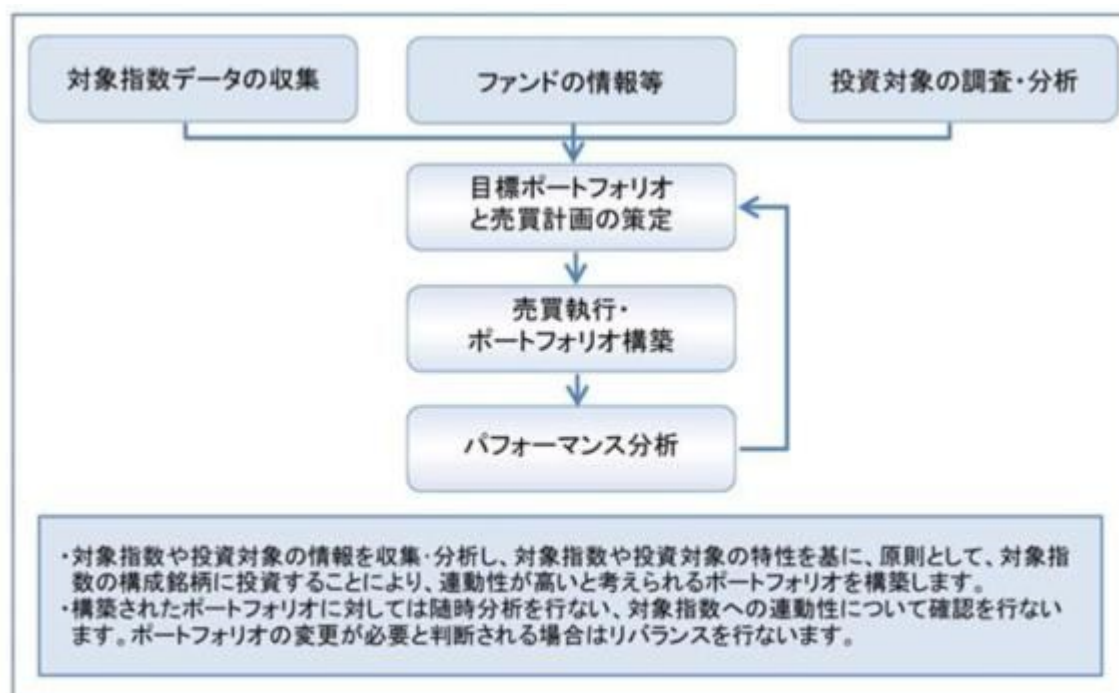 対象指数データの収集
ファンドの情報等
投資対象の調査・分析
目標ポートフォリオ
と売買計画の策定
売買執行・
ポートフォリオ構築
パフォーマンス分析
・対象指数や投資対象の情報を収集・分析し、対象指数や投資対象の特性を基に、原則として、対象指
数の構成銘柄に投資することにより、連動性が高いと考えられるポートフォリオを構築します。
・構築されたポートフォリオに対しては随時分析を行ない、対象指数への連動性について確認を行ない
ます。ポートフォリオの変更が必要と判断される場合はリバランスを行ないます。